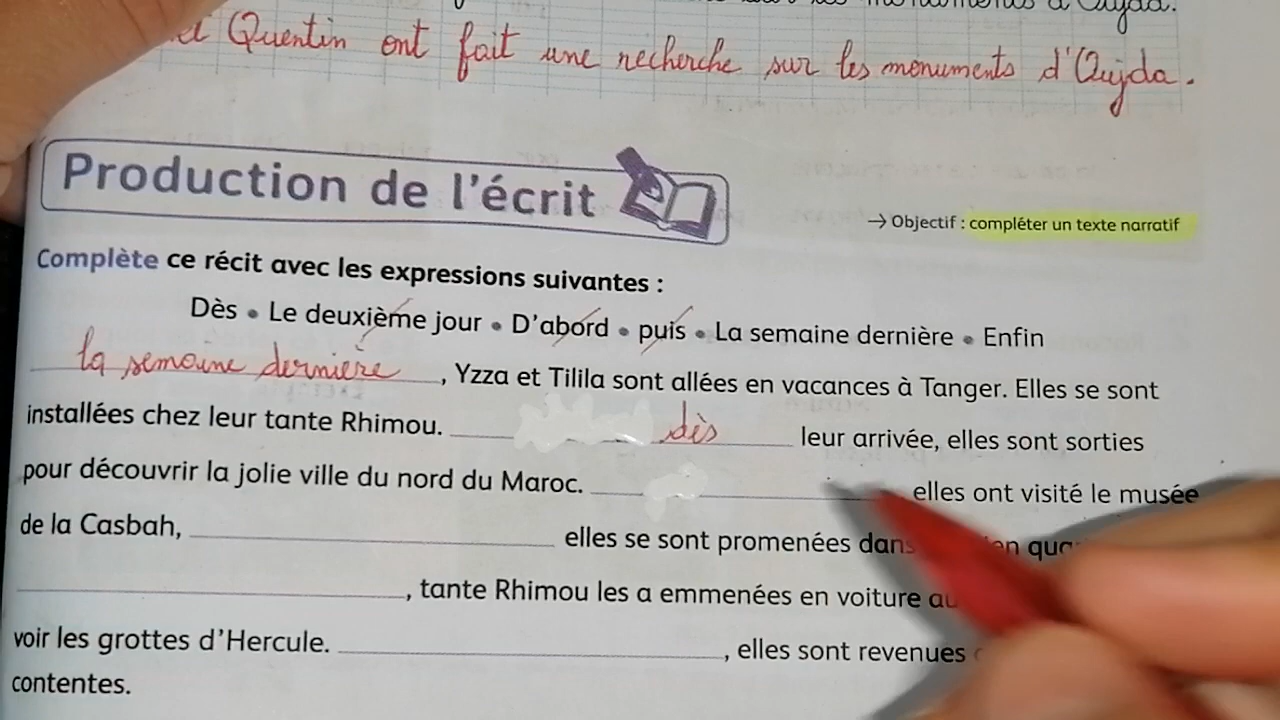 Quentin ont fait une recherche sur les monuments d'Oujda.
Production de l'écrit
→ Objectif : compléter un texte narratif
Complète ce récit avec les expressions suivantes :
Dès • Le deuxième jour • D'abord • puis • La semaine dernière • Enfin
la semaine dernière, Yzza et Tilila sont allées en vacances à Tanger. Elles se sont
installées chez leur tante Rhimou. dès leur arrivée, elles sont sorties
pour découvrir la jolie ville du nord du Maroc. elles ont visité le musée
de la Casbah, elles se sont promenées dans
, tante Rhimou les a emmenées en voiture
voir les grottes d'Hercule. , elles sont revenues
contentes.